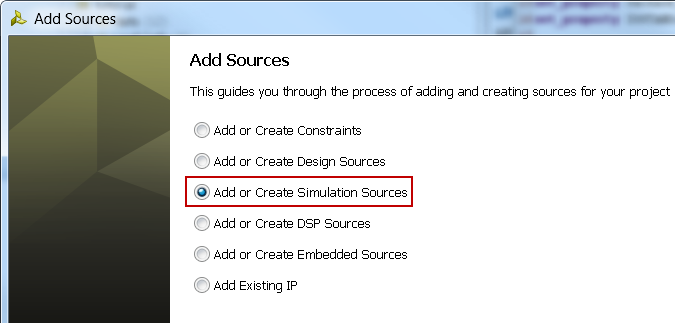 Add Sources
Add Sources
This guides you through the process of adding and creating sources for your project
Add or Create Constraints
Add or Create Design Sources
Add or Create Simulation Sources
Add or Create DSP Sources
Add or Create Embedded Sources
Add Existing IP